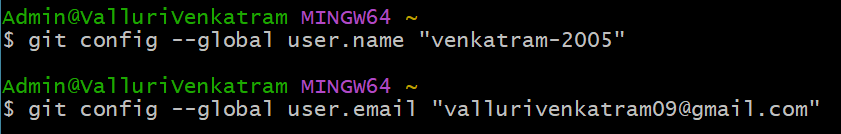 Admin@ValluriVenkatram MINGW64 ~
$ git config --global user.name "venkatram-2005"
Admin@ValluriVenkatram MINGW64 ~
$ git config --global user.email "vallurivenkatram09@gmail.com"